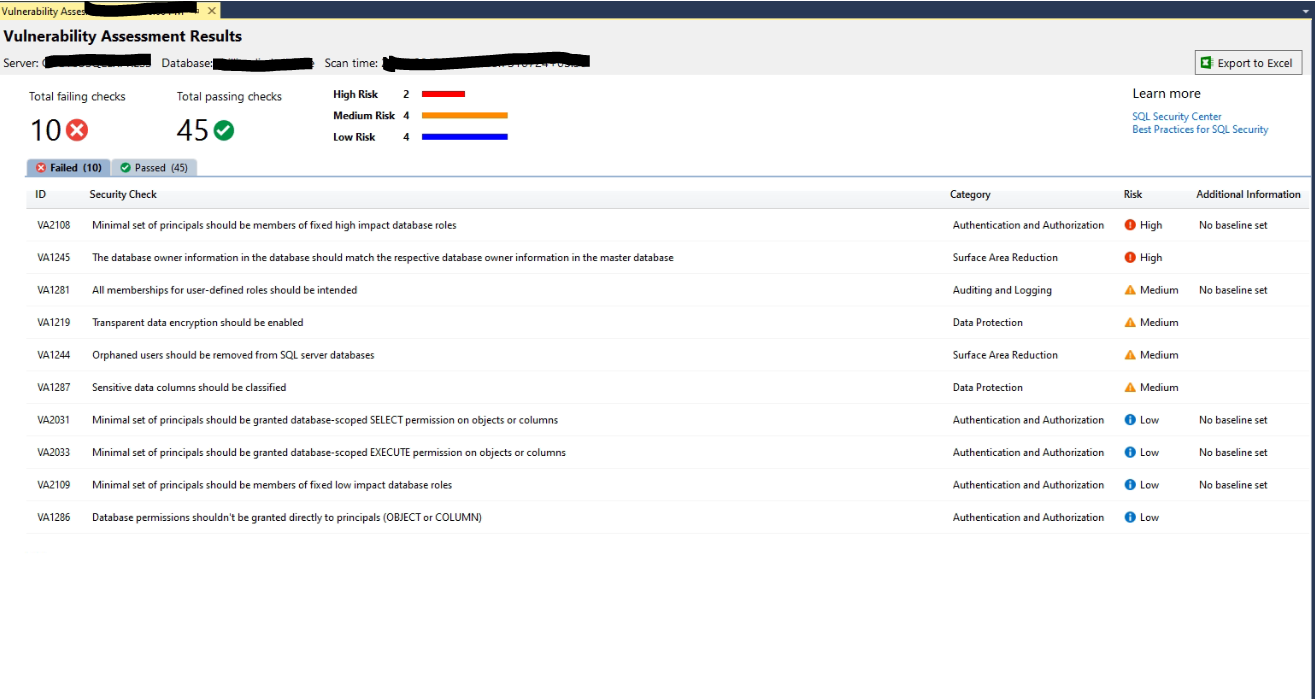 Vulnerability Asses
Vulnerability Assessment Results
Server: Database: Scan time:
Export to Excel
Total failing checks
10
Total passing checks
45
High Risk 2
Medium Risk 4
Low Risk 4
Learn more
SQL Security Center
Best Practices for SQL Security
Failed (10) Passed (45)
ID Security Check Category Risk Additional Information
VA2108 Minimal set of principals should be members of fixed high impact database roles Authentication and Authorization High No baseline set
VA1245 The database owner information in the database should match the respective database owner information in the master database Surface Area Reduction High
VA1281 All memberships for user-defined roles should be intended Auditing and Logging Medium No baseline set
VA1219 Transparent data encryption should be enabled Data Protection Medium
VA1244 Orphaned users should be removed from SQL server databases Surface Area Reduction Medium
VA1287 Sensitive data columns should be classified Data Protection Medium
VA2031 Minimal set of principals should be granted database-scoped SELECT permission on objects or columns Authentication and Authorization Low No baseline set
VA2033 Minimal set of principals should be granted database-scoped EXECUTE permission on objects or columns Authentication and Authorization Low No baseline set
VA2109 Minimal set of principals should be members of fixed low impact database roles Authentication and Authorization Low No baseline set
VA1286 Database permissions shouldn't be granted directly to principals (OBJECT or COLUMN) Authentication and Authorization Low